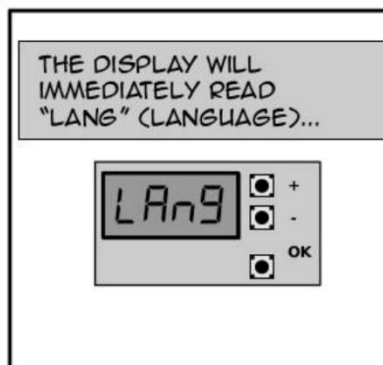 THE DISPLAY WILL
IMMEDIATELY READ
"LANG" (LANGUAGE)...
LAng
+
-
OK